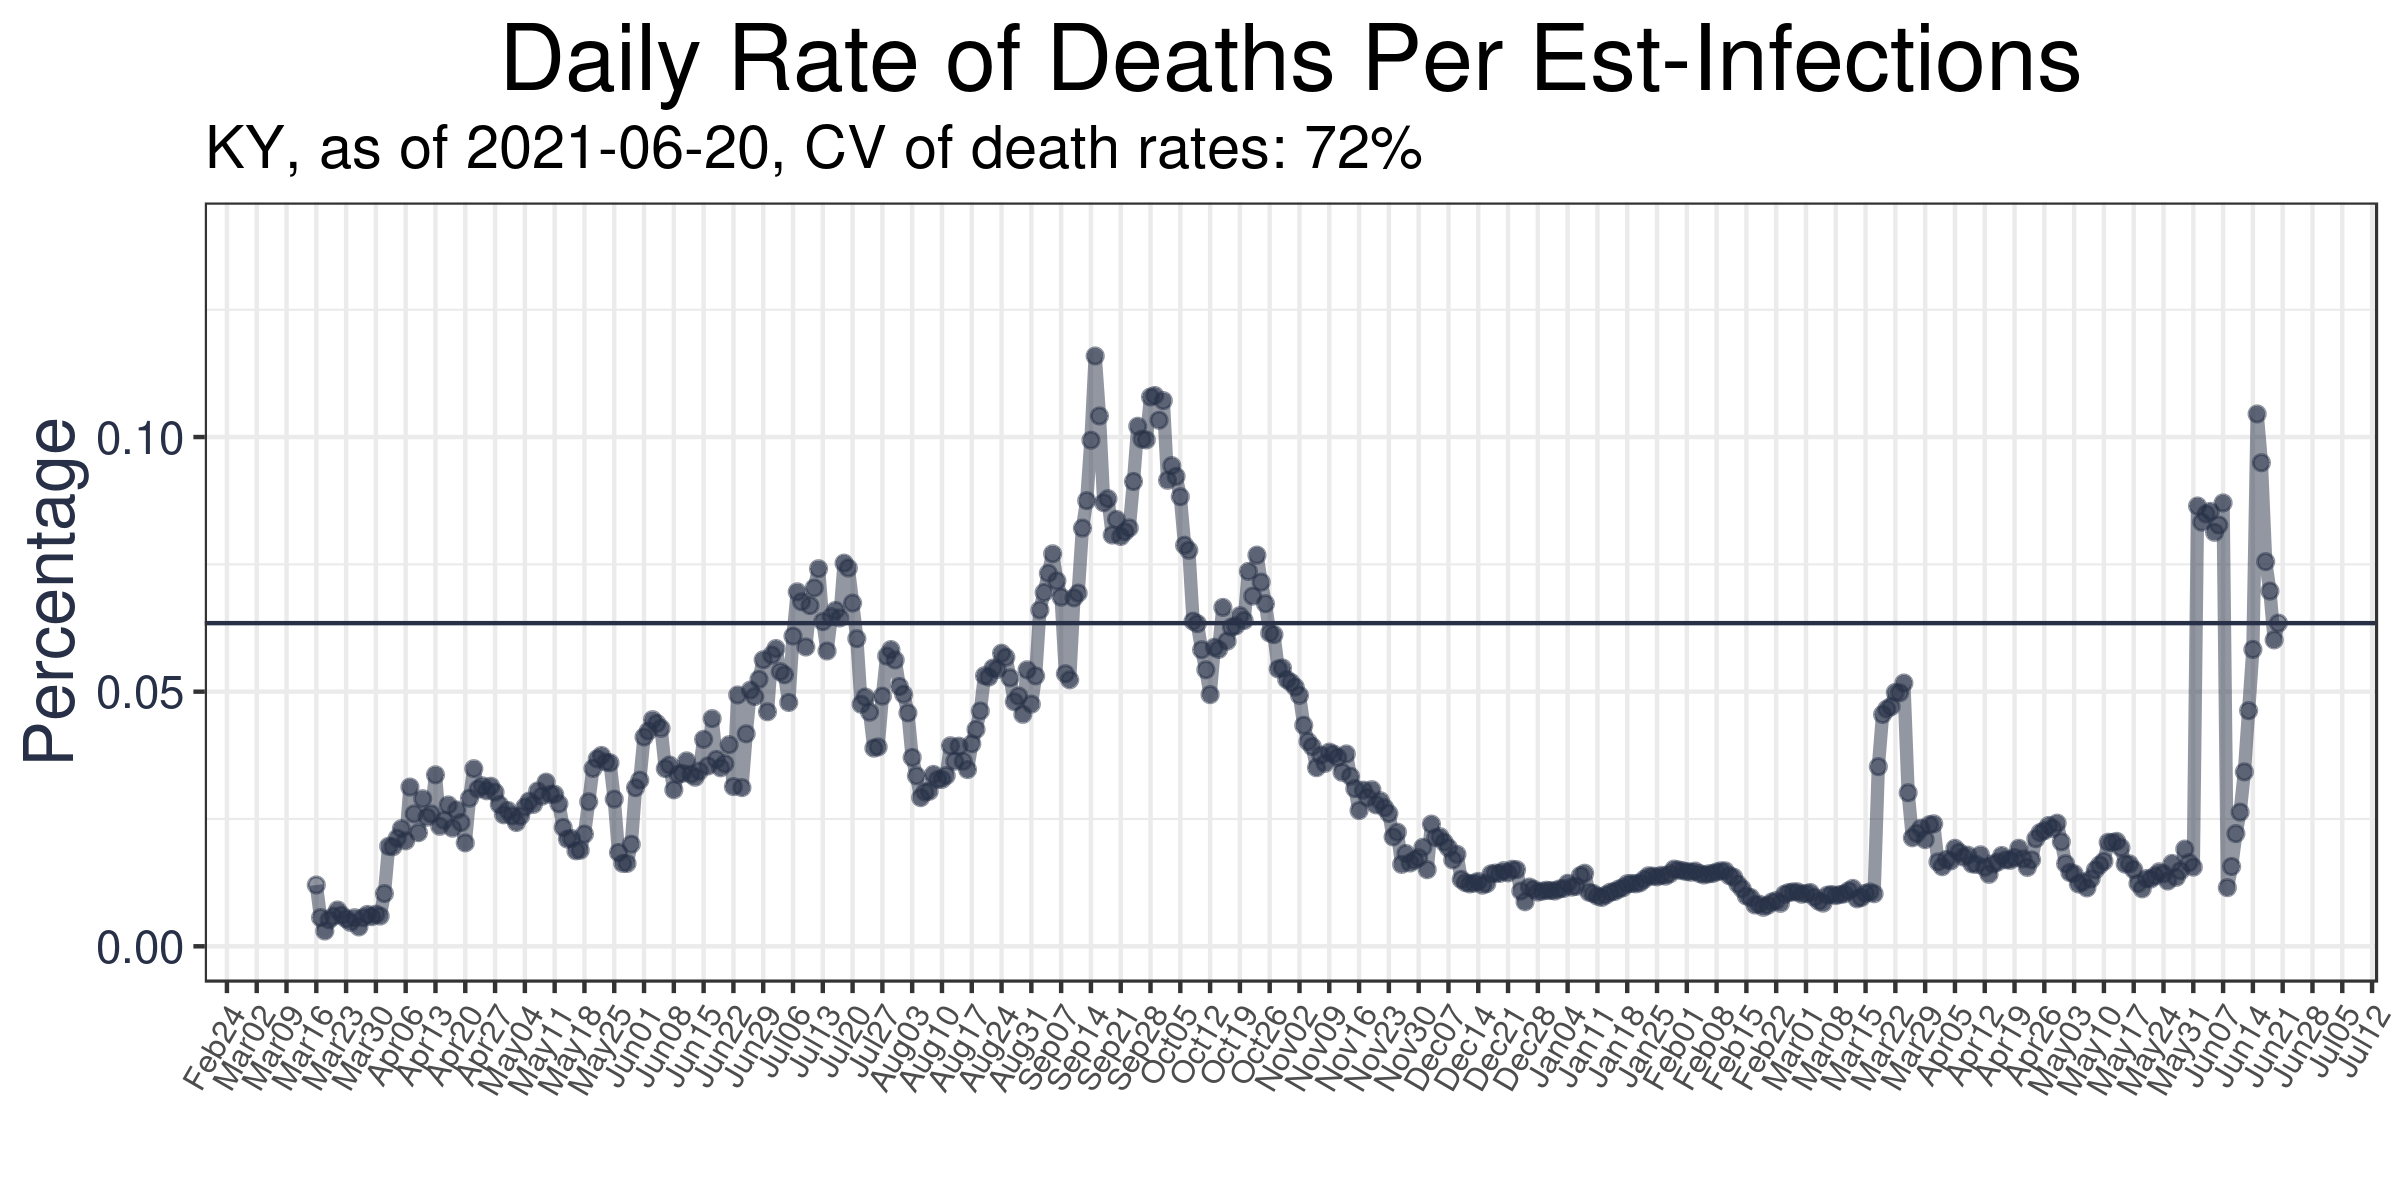 Daily Rate of Deaths Per Est-Infections
KY, as of 2021-06-20, CV of death rates: 72%
Percentage
0.10
0.05
0.00
Feb24
Mar02
Mar09
Mar16
Mar23
Mar30
Apr06
Apr13
Apr20
Apr27
May04
May11
May18
May25
Jun01
Jun08
Jun15
Jun22
Jun29
Jul06
Jul13
Jul20
Jul27
Aug03
Aug10
Aug17
Aug24
Aug31
Sep07
Sep14
Sep21
Sep28
Oct05
Oct12
Oct19
Oct26
Nov02
Nov09
Nov16
Nov23
Nov30
Dec07
Dec14
Dec21
Dec28
Jan04
Jan11
Jan18
Jan25
Feb01
Feb08
Feb15
Feb22
Mar01
Mar08
Mar15
Mar22
Mar29
Apr05
Apr12
Apr19
Apr26
May03
May10
May17
May24
May31
May07
Jun14
Jun21
Jun28
Jul05
Jul12